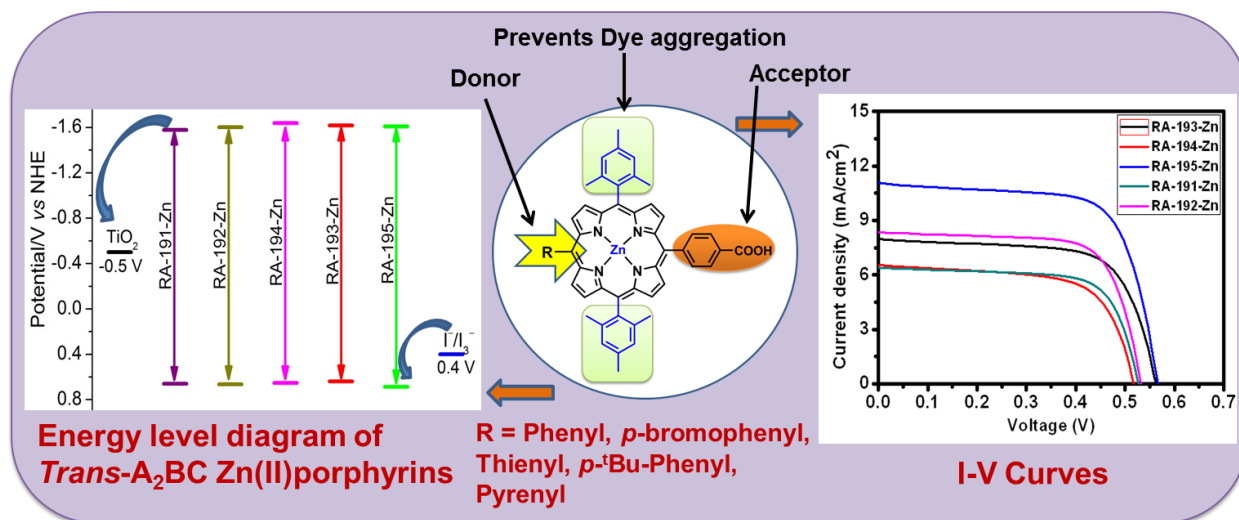 Prevents Dye aggregation
Donor
Acceptor
Potential/V vs NHE
-1.6
-1.2
-0.8
-0.4
0.0
0.4
0.8
TiO₂
-0.5 V
RA-191-Zn
RA-192-Zn
RA-194-Zn
RA-193-Zn
RA-195-Zn
I⁻/I₃⁻
0.4 V
Energy level diagram of
Trans-A₂BC Zn(II)porphyrins
R
N
N
Zn
N
N
COOH
R = Phenyl, p-bromophenyl,
Thienyl, p-ᵗBu-Phenyl,
Pyrenyl
Current density (mA/cm²)
15
12
9
6
3
0
RA-193-Zn
RA-194-Zn
RA-195-Zn
RA-191-Zn
RA-192-Zn
0.0 0.1 0.2 0.3 0.4 0.5 0.6 0.7
Voltage (V)
I-V Curves